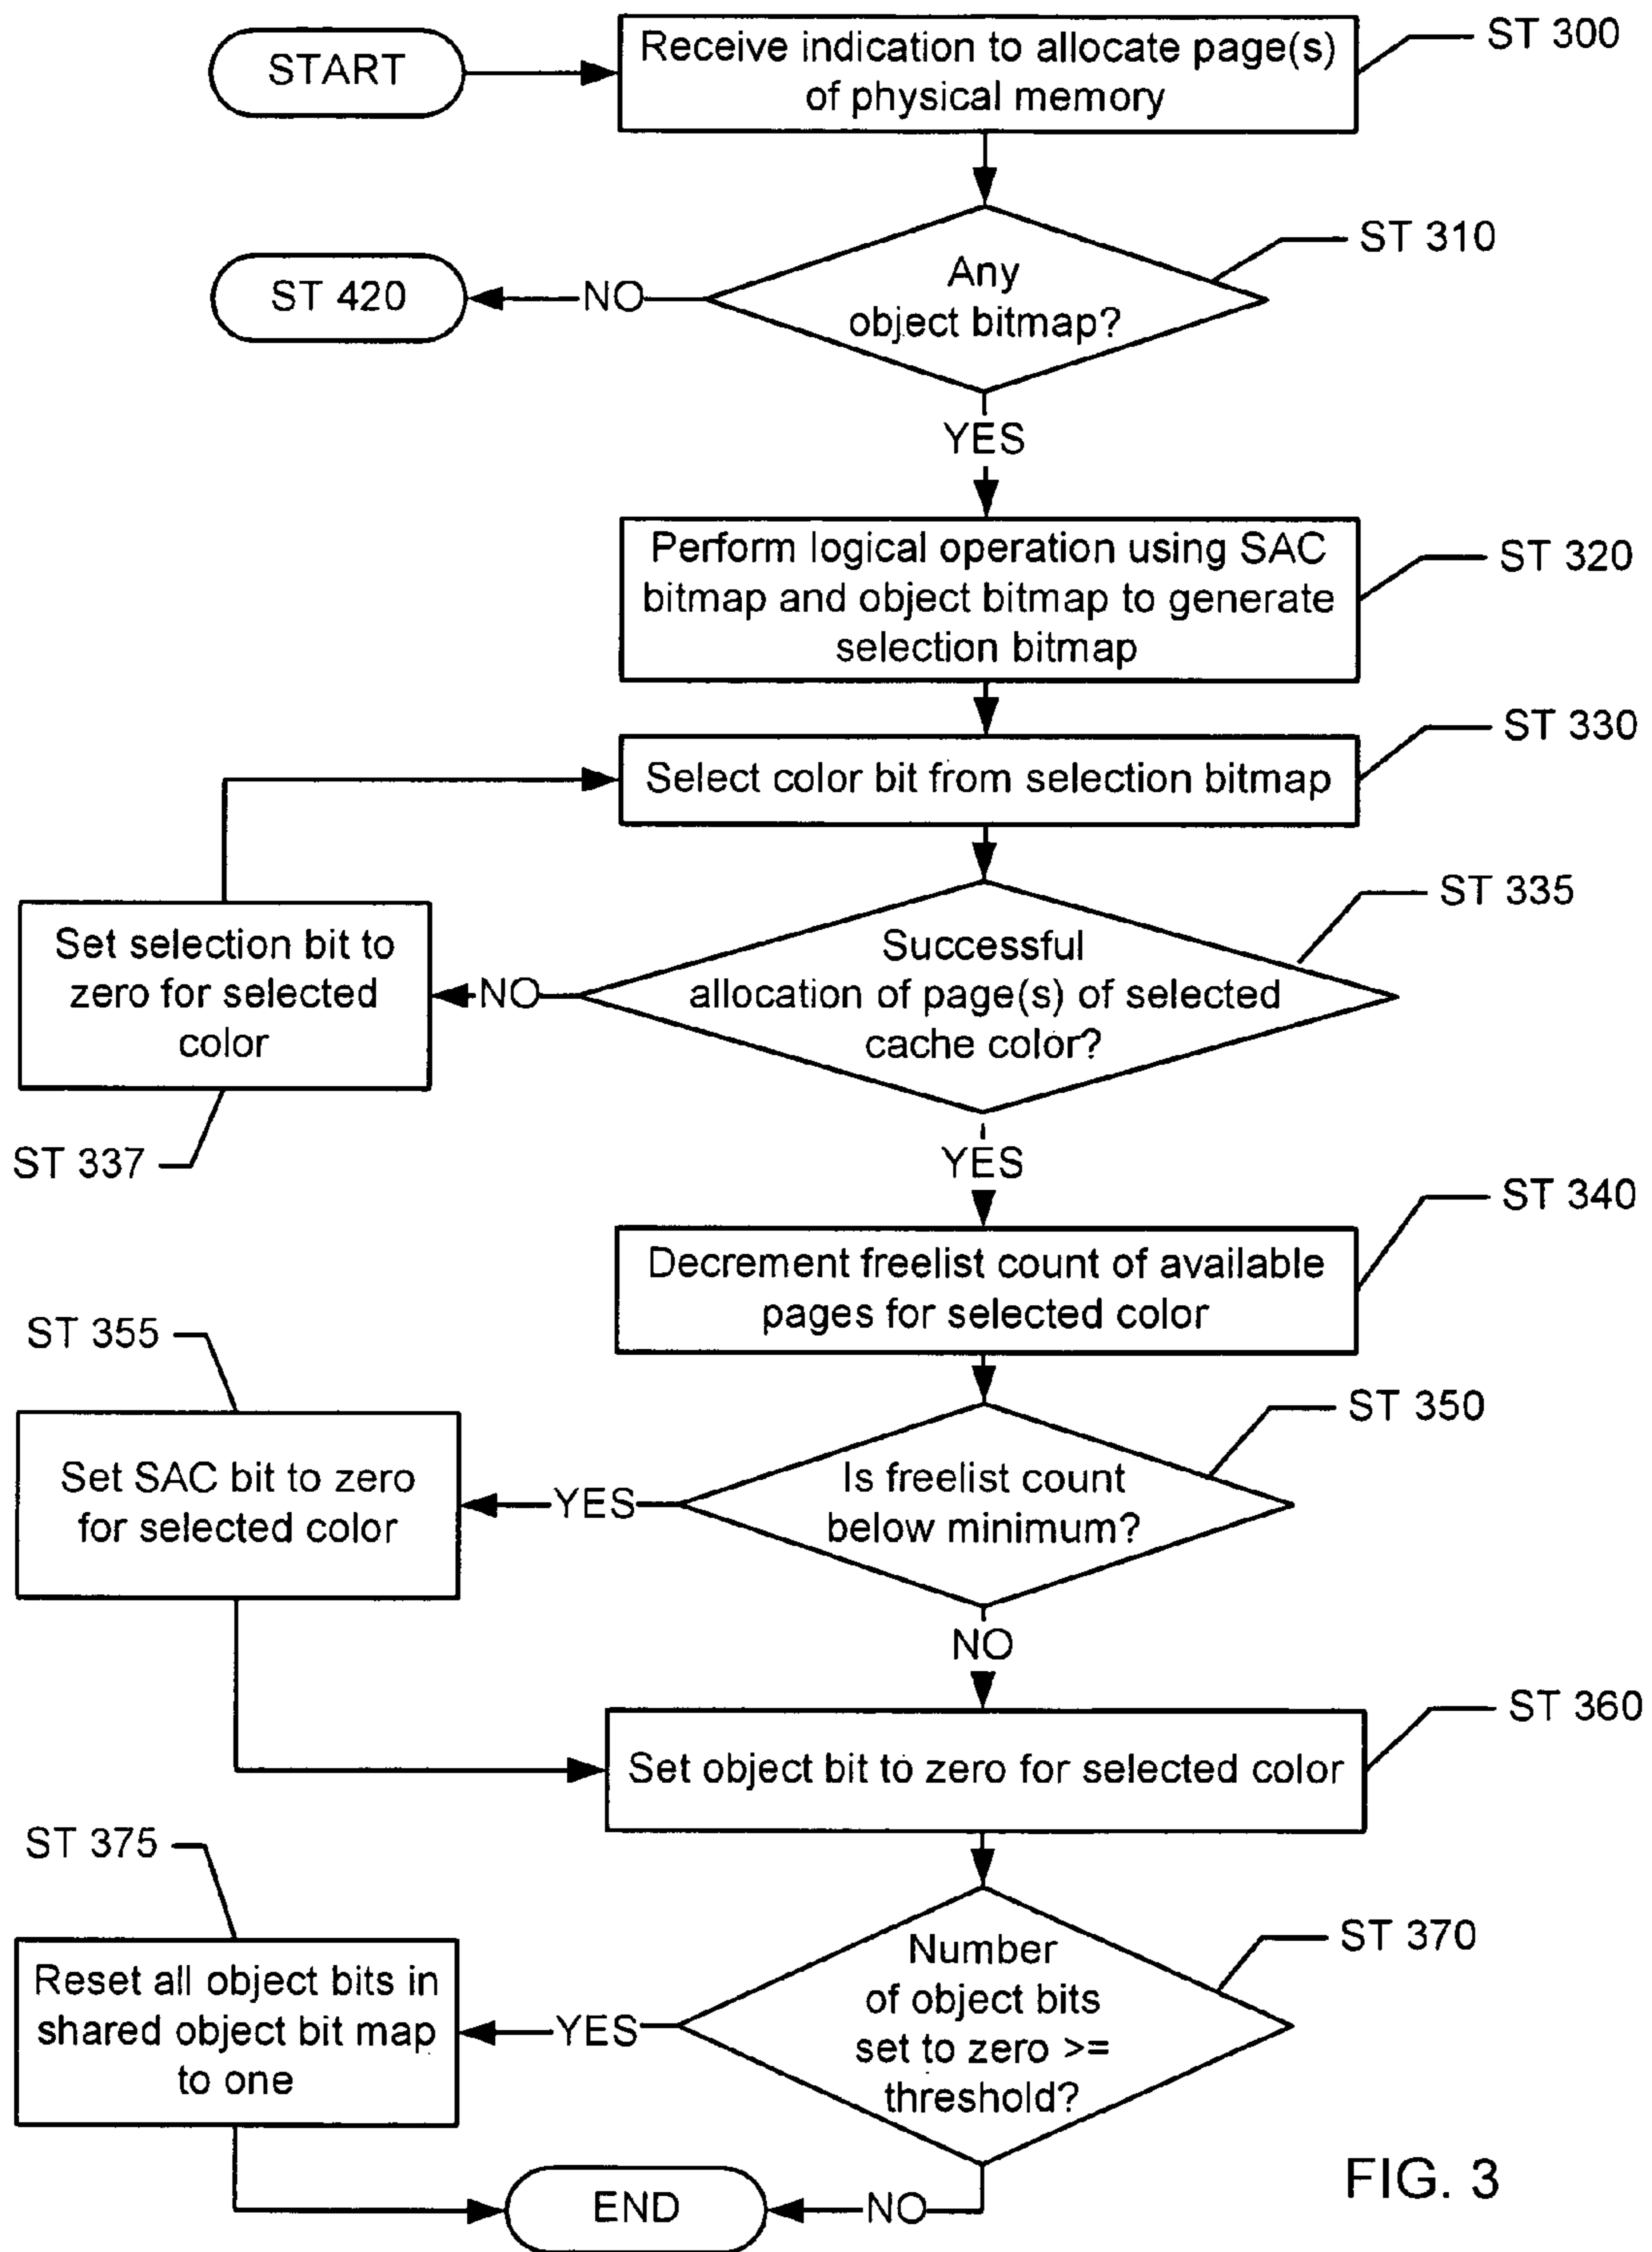 START
Receive indication to allocate page(s)
of physical memory
ST 300
Any
object bitmap?
ST 310
NO
ST 420
YES
Perform logical operation using SAC
bitmap and object bitmap to generate
selection bitmap
ST 320
Select color bit from selection bitmap
ST 330
Successful
allocation of page(s) of selected
cache color?
ST 335
NO
Set selection bit to
zero for selected
color
ST 337
YES
Decrement freelist count of available
pages for selected color
ST 340
Is freelist count
below minimum?
ST 350
YES
Set SAC bit to zero
for selected color
ST 355
NO
Set object bit to zero for selected color
ST 360
Number
of object bits
set to zero >=
threshold?
ST 370
YES
Reset all object bits in
shared object bit map
to one
ST 375
NO
END
FIG. 3